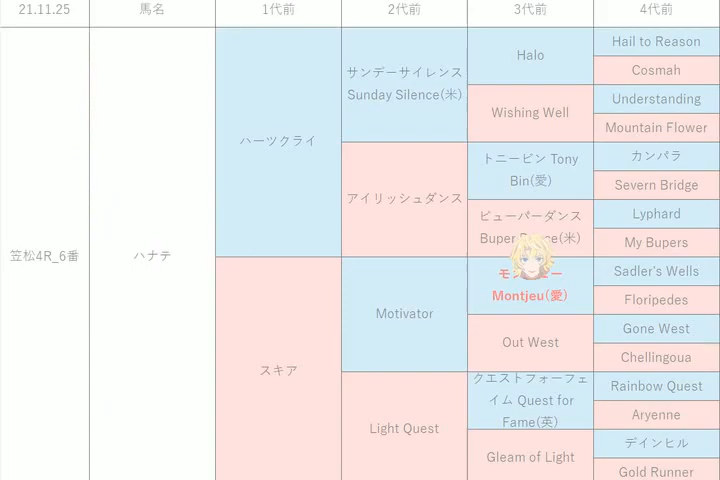 21.11.25
馬名
1代前
2代前
3代前
4代前
笠松4R_6番
ハナテ
ハーツクライ
サンデーサイレンス
Sunday Silence(米)
Halo
Hail to Reason
Cosmah
Wishing Well
Understanding
Mountain Flower
アイリッシュダンス
トニービン Tony
Bin(愛)
カンパラ
Severn Bridge
ビューパーダンス
Buper
(米)
Lyphard
My Bupers
スキア
Motivator
Montjeu(愛)
Sadler's Wells
Floripedes
Out West
Gone West
Chellingoua
Light Quest
クエストフォーフェ
イム Quest for
Fame(英)
Rainbow Quest
Aryenne
Gleam of Light
デインヒル
Gold Runner